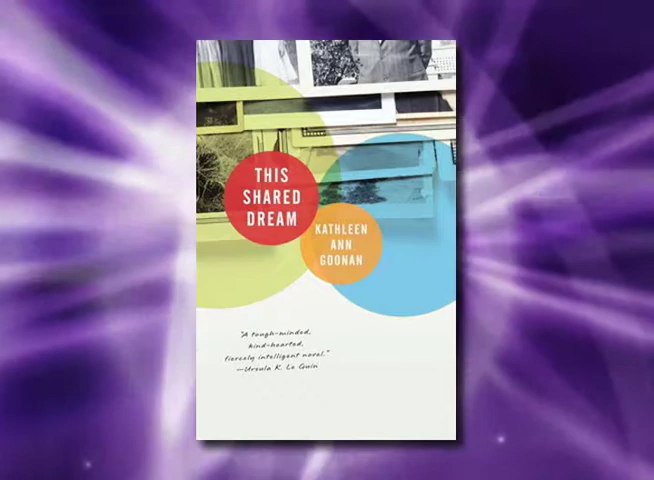 THIS
SHARED
DREAM
KATHLEEN
ANN
GOONAN
"A tough-minded,
kind-hearted,
fiercely intelligent novel."
—Ursula K. Le Guin